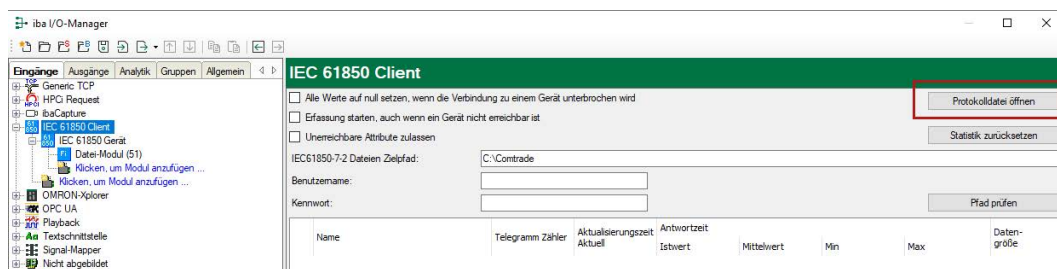 iba I/O-Manager
Eingänge Ausgänge Analytik Gruppen Allgemein
Generic TCP
HPCi Request
ibaCapture
IEC 61850 Client
IEC 61850 Gerät
Datei-Modul (51)
Klicken, um Modul anzufügen ...
Klicken, um Modul anzufügen ...
OMRON-Xplorer
OPC UA
Playback
Textschnittstelle
Signal-Mapper
Nicht abgebildet
IEC 61850 Client
Alle Werte auf null setzen, wenn die Verbindung zu einem Gerät unterbrochen wird
Protokolldatei öffnen
Erfassung starten, auch wenn ein Gerät nicht erreichbar ist
Unerreichbare Attribute zulassen
Statistik zurücksetzen
IEC61850-7-2 Dateien Zielpfad: C:\Comtrade
Benutzername:
Kennwort:
Pfad prüfen
Name Telegramm Zähler Aktualisierungszeit Antwortzeit Daten-
Aktuell Istwert Mittelwert Min Max größe